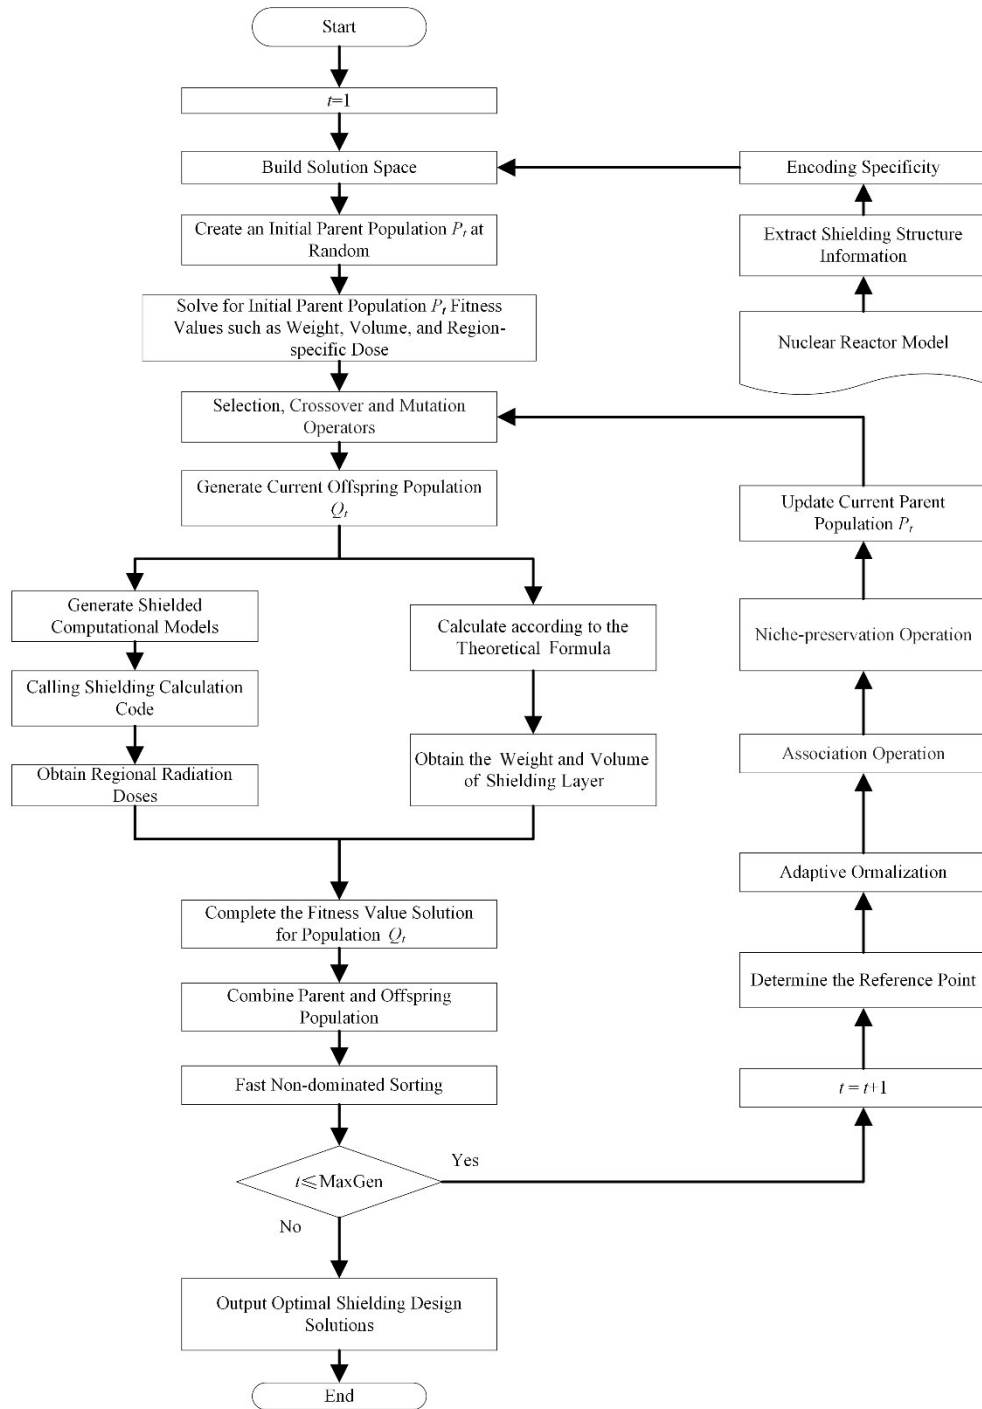 Start
t=1
Build Solution Space
Create an Initial Parent Population Pt at
Random
Solve for Initial Parent Population Pt Fitness
Values such as Weight, Volume, and Region-
specific Dose
Selection, Crossover and Mutation
Operators
Generate Current Offspring Population
Qt
Generate Shielded
Computational Models
Calling Shielding Calculation
Code
Obtain Regional Radiation
Doses
Calculate according to the
Theoretical Formula
Obtain the Weight and Volume
of Shielding Layer
Complete the Fitness Value Solution
for Population Qt
Combine Parent and Offspring
Population
Fast Non-dominated Sorting
t⩽MaxGen
Yes
No
Output Optimal Shielding Design
Solutions
End
Encoding Specificity
Extract Shielding Structure
Information
Nuclear Reactor Model
Update Current Parent
Population Pt
Niche-preservation Operation
Association Operation
Adaptive Ormalization
Determine the Reference Point
t = t+1